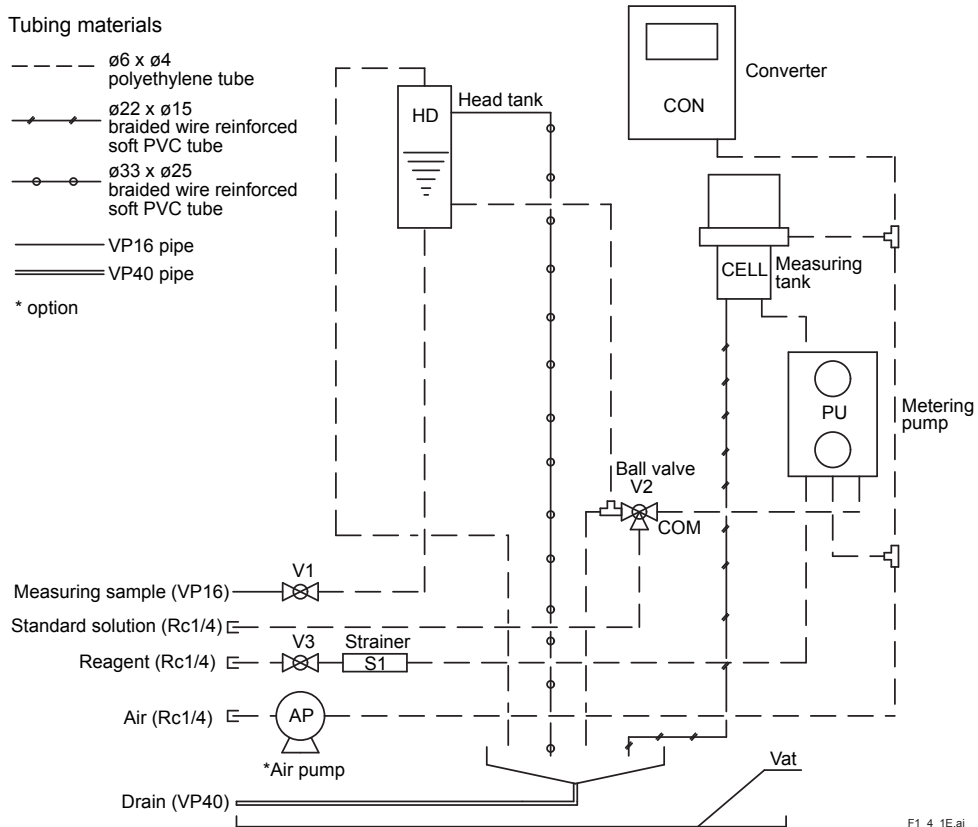 Tubing materials
ø6 x ø4
polyethylene tube
ø22 x ø15
braided wire reinforced
soft PVC tube
ø33 x ø25
braided wire reinforced
soft PVC tube
VP16 pipe
VP40 pipe
* option
HD
Head tank
CON
Converter
CELL
Measuring
tank
PU
Metering
pump
Ball valve
V2
COM
V1
Measuring sample (VP16)
Standard solution (Rc1/4)
V3
Strainer
Reagent (Rc1/4)
S1
Air (Rc1/4)
AP
*Air pump
Vat
Drain (VP40)
F1_4_1E.ai